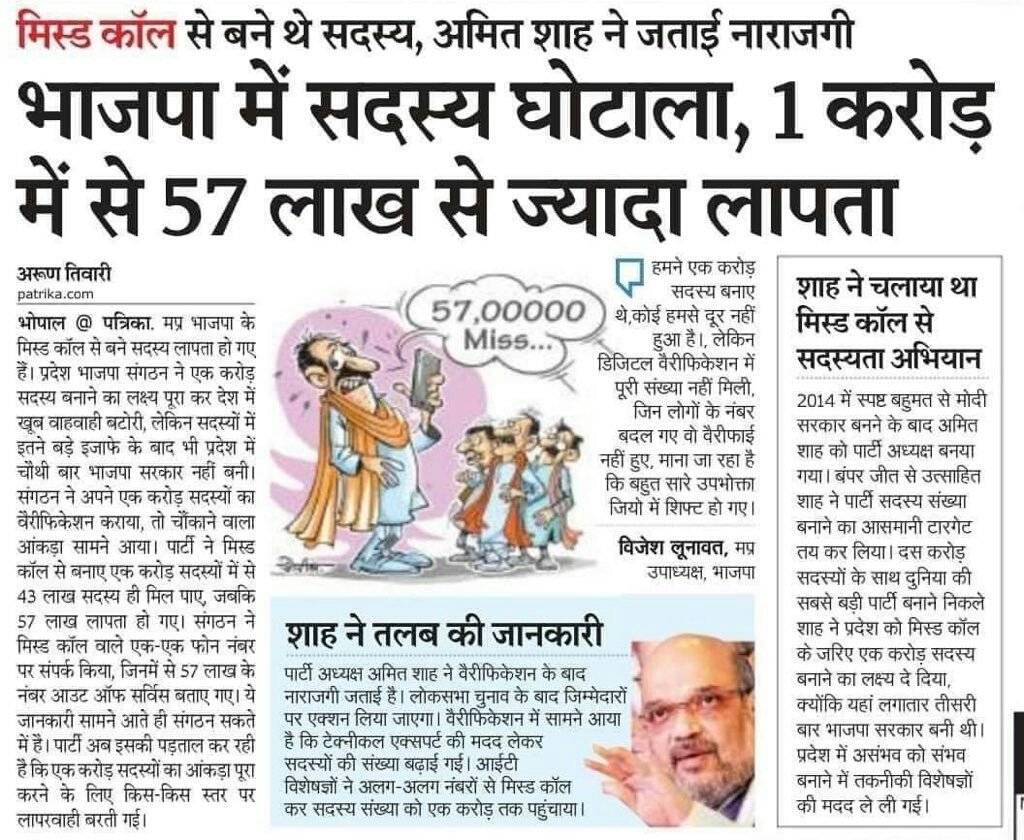 मिस्ड कॉल से बने थे सदस्य, अमित शाह ने जताई नाराजगी
भाजपा में सदस्य घोटाला, 1 करोड़
में से 57 लाख से ज्यादा लापता
अरूण तिवारी
patrika.com
भोपाल @ पत्रिका. मप्र भाजपा के
मिस्ड कॉल से बने सदस्य लापता हो गए
हैं। प्रदेश भाजपा संगठन ने एक करोड़
सदस्य बनाने का लक्ष्य पूरा कर देश में
खूब वाहवाही बटोरी, लेकिन सदस्यों में
इतने बड़े इजाफे के बाद भी प्रदेश में
चौथी बार भाजपा सरकार नहीं बनी।
संगठन ने अपने एक करोड़ सदस्यों का
वेरीफिकेशन कराया, तो चौंकाने वाला
आंकड़ा सामने आया। पार्टी ने मिस्ड
कॉल से बनाए एक करोड़ सदस्यों में से
43 लाख सदस्य ही मिल पाए, जबकि
57 लाख लापता हो गए। संगठन ने
मिस्ड कॉल वाले एक-एक फोन नंबर
पर संपर्क किया, जिनमें से 57 लाख के
नंबर आउट ऑफ सर्विस बताए गए। ये
जानकारी सामने आते ही संगठन सकते
में है। पार्टी अब इसकी पड़ताल कर रही
है कि एक करोड़ सदस्यों का आंकड़ा पूरा
करने के लिए किस-किस स्तर पर
लापरवाही बरती गई।
57,00000
Miss...
हमने एक करोड़
सदस्य बनाए
थे,कोई हमसे दूर नहीं
हुआ है।, लेकिन
डिजिटल वैरीफिकेशन में
पूरी संख्या नहीं मिली,
जिन लोगों के नंबर
बदल गए वो वैरीफाई
नहीं हुए, माना जा रहा है
कि बहुत सारे उपभोक्ता
जियो में शिफ्ट हो गए।
विजेश लूनावत, मप्र
उपाध्यक्ष, भाजपा
शाह ने तलब की जानकारी
पार्टी अध्यक्ष अमित शाह ने वैरीफिकेशन के बाद
नाराजगी जताई है। लोकसभा चुनाव के बाद जिम्मेदारों
पर एक्शन लिया जाएगा। वैरीफिकेशन में सामने आया
है कि टेक्नीकल एक्सपर्ट की मदद लेकर
सदस्यों की संख्या बढ़ाई गई। आईटी
विशेषज्ञों ने अलग-अलग नंबरों से मिस्ड कॉल
कर सदस्य संख्या को एक करोड़ तक पहुंचाया।
शाह ने चलाया था
मिस्ड कॉल से
सदस्यता अभियान
2014 में स्पष्ट बहुमत से मोदी
सरकार बनने के बाद अमित
शाह को पार्टी अध्यक्ष बनया
गया। बंपर जीत से उत्साहित
शाह ने पार्टी सदस्य संख्या
बनाने का आसमानी टारगेट
तय कर लिया। दस करोड़
सदस्यों के साथ दुनिया की
सबसे बड़ी पार्टी बनाने निकले
शाह ने प्रदेश को मिस्ड कॉल
के जरिए एक करोड़ सदस्य
बनाने का लक्ष्य दे दिया,
क्योंकि यहां लगातार तीसरी
बार भाजपा सरकार बनी थी।
प्रदेश में असंभव को संभव
बनाने में तकनीकी विशेषज्ञों
की मदद ले ली गई।